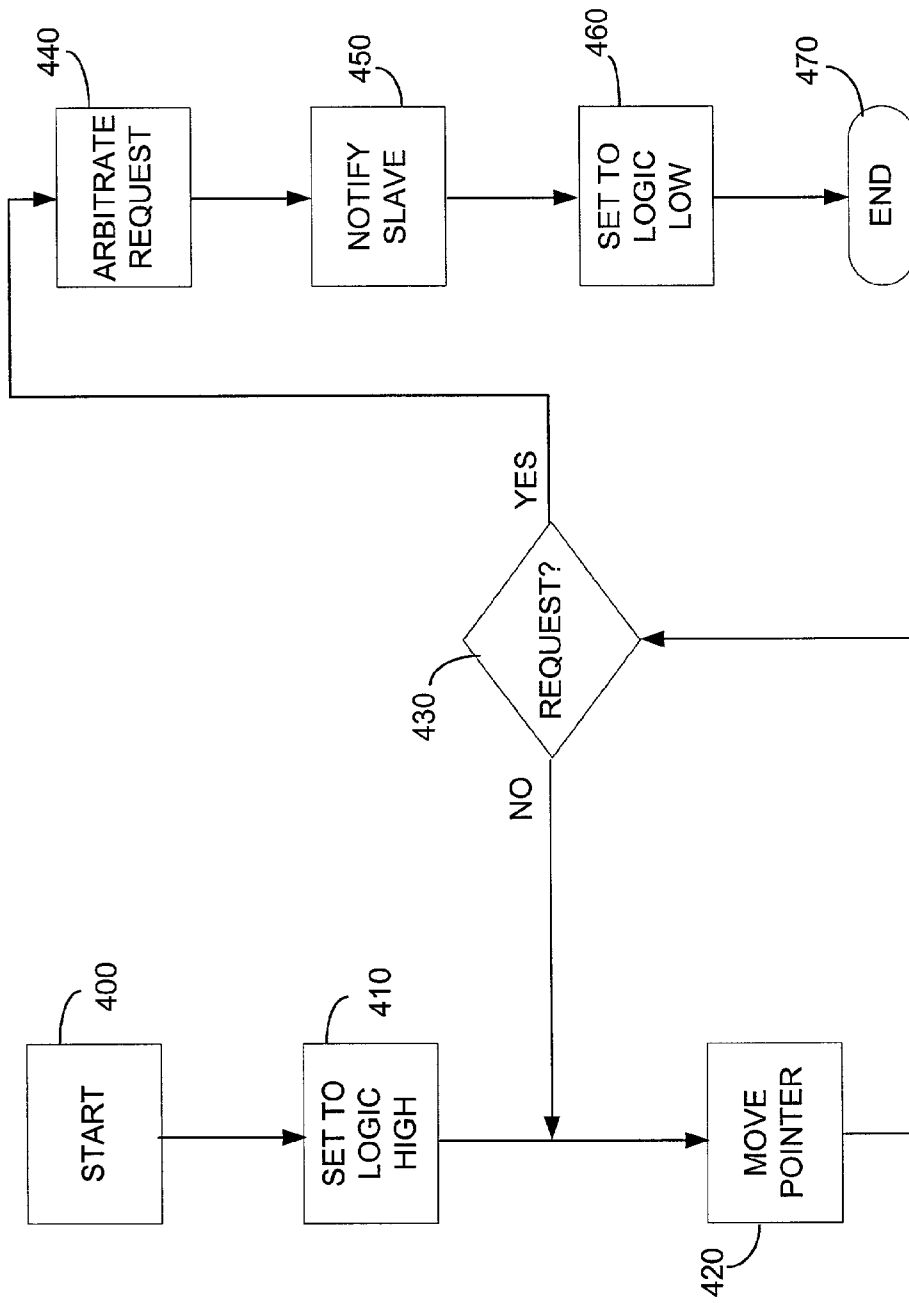 START
400
SET TO
LOGIC
HIGH
410
MOVE
POINTER
420
REQUEST?
430
NO
YES
ARBITRATE
REQUEST
440
NOTIFY
SLAVE
450
SET TO
LOGIC
LOW
460
END
470